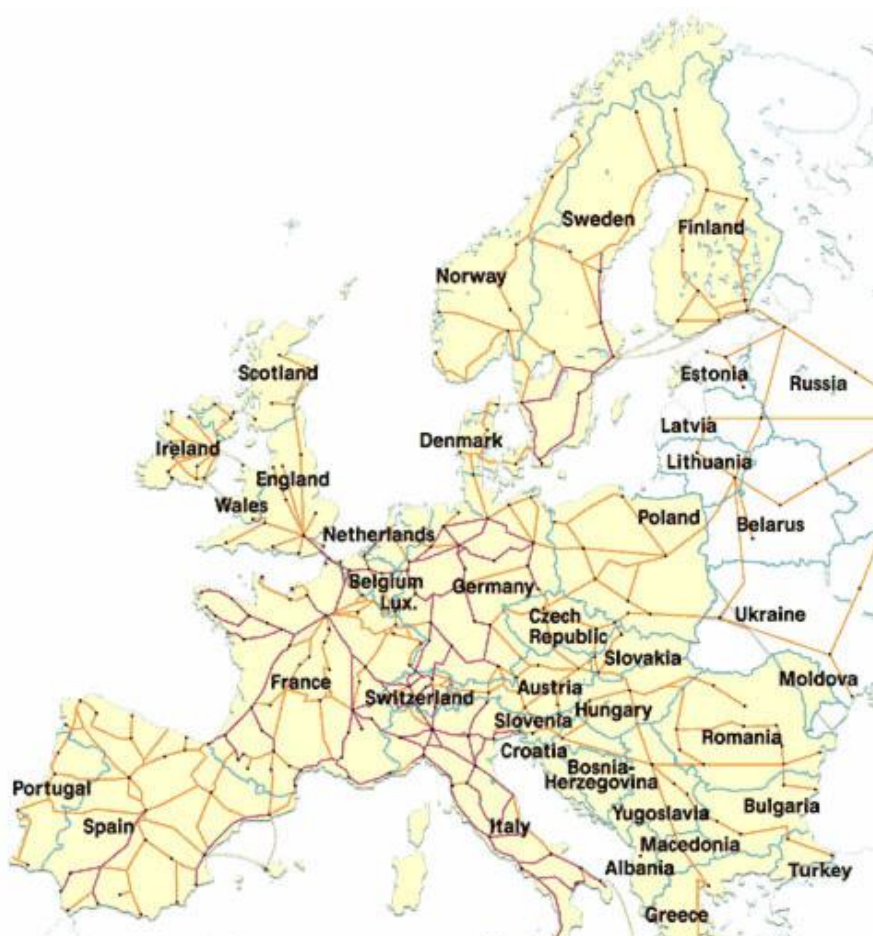 Sweden
Finland
Norway
Scotland
Estonia
Russia
Latvia
Denmark
Ireland
Lithuania
England
Wales
Poland
Belarus
Netherlands
Belgium
Lux.
Germany
Czech
Republic
Ukraine
Slovakia
France
Switzerland
Austria
Moldova
Hungary
Slovenia
Romania
Croatia
Bosnia-
Herzegovina
Portugal
Bulgaria
Yugoslavia
Spain
Italy
Macedonia
Albania
Turkey
Greece